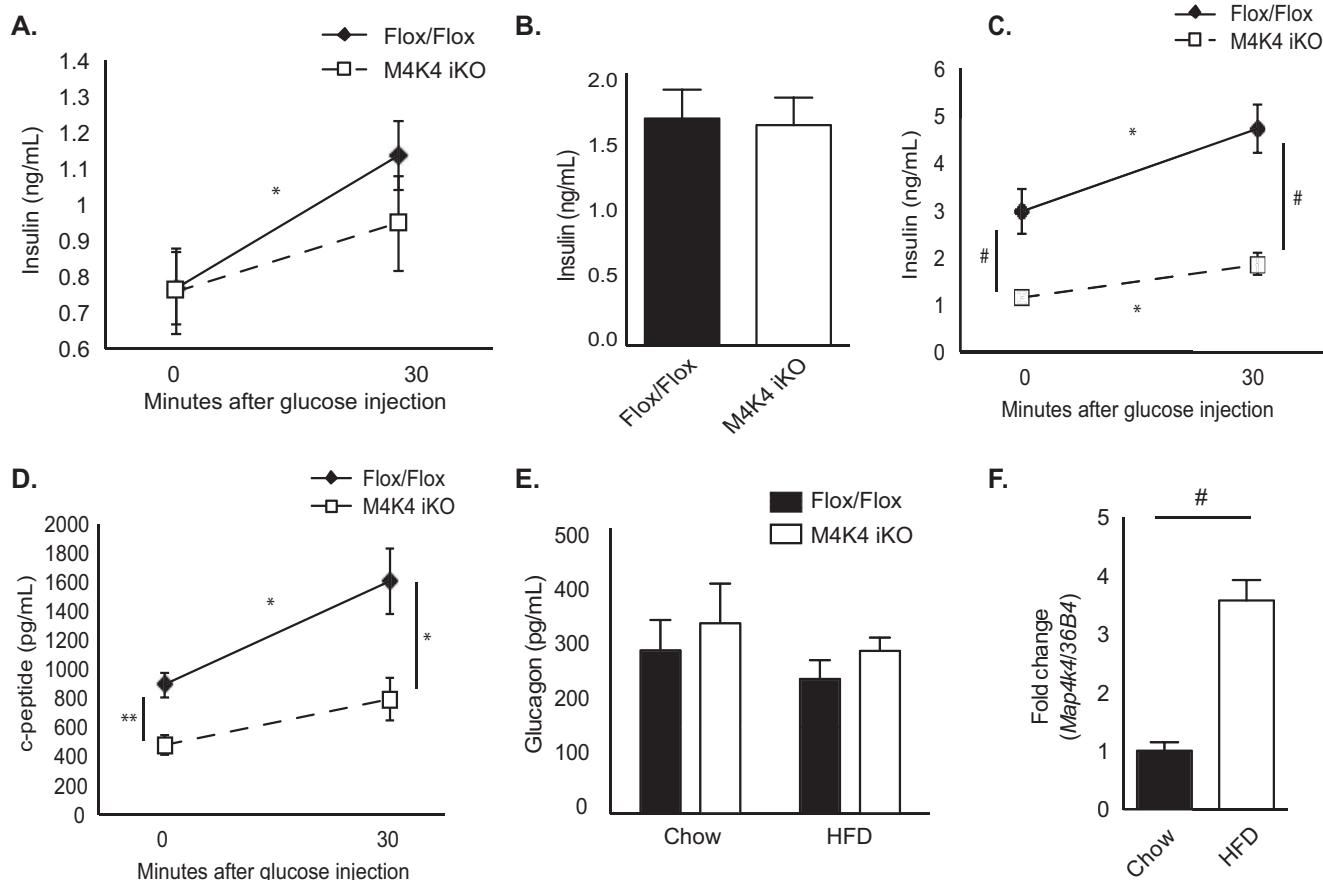 A.
Flox/Flox
M4K4 iKO
1.4
1.3
1.2
1.1
1
0.9
0.8
0.7
0.6
Insulin (ng/mL)
*
0
30
Minutes after glucose injection
B.
2.0
1.5
1.0
0.5
0.0
Insulin (ng/mL)
Flox/Flox
M4K4 iKO
C.
Flox/Flox
M4K4 iKO
6
5
4
3
2
1
0
Insulin (ng/mL)
*
#
#
*
0
30
Minutes after glucose injection
D.
Flox/Flox
M4K4 iKO
2000
1800
1600
1400
1200
1000
800
600
400
200
0
c-peptide (pg/mL)
*
*
**
0
30
Minutes after glucose injection
E.
Flox/Flox
M4K4 iKO
500
400
300
200
100
0
Glucagon (pg/mL)
Chow
HFD
F.
#
5
4
3
2
1
0
Fold change
(Map4k4/36B4)
Chow
HFD